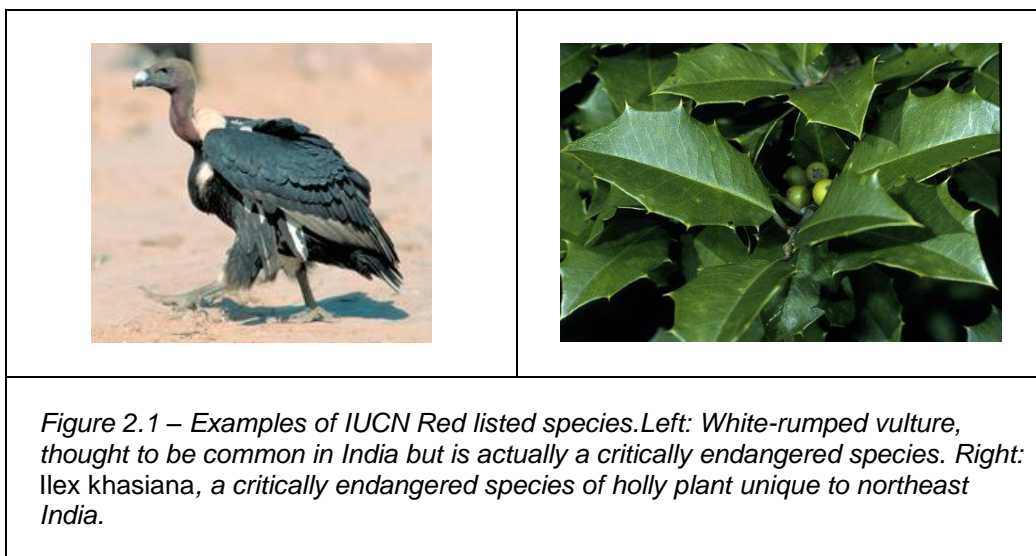 Figure 2.1 – Examples of IUCN Red listed species.Left: White-rumped vulture,
thought to be common in India but is actually a critically endangered species. Right:
Ilex khasiana, a critically endangered species of holly plant unique to northeast
India.